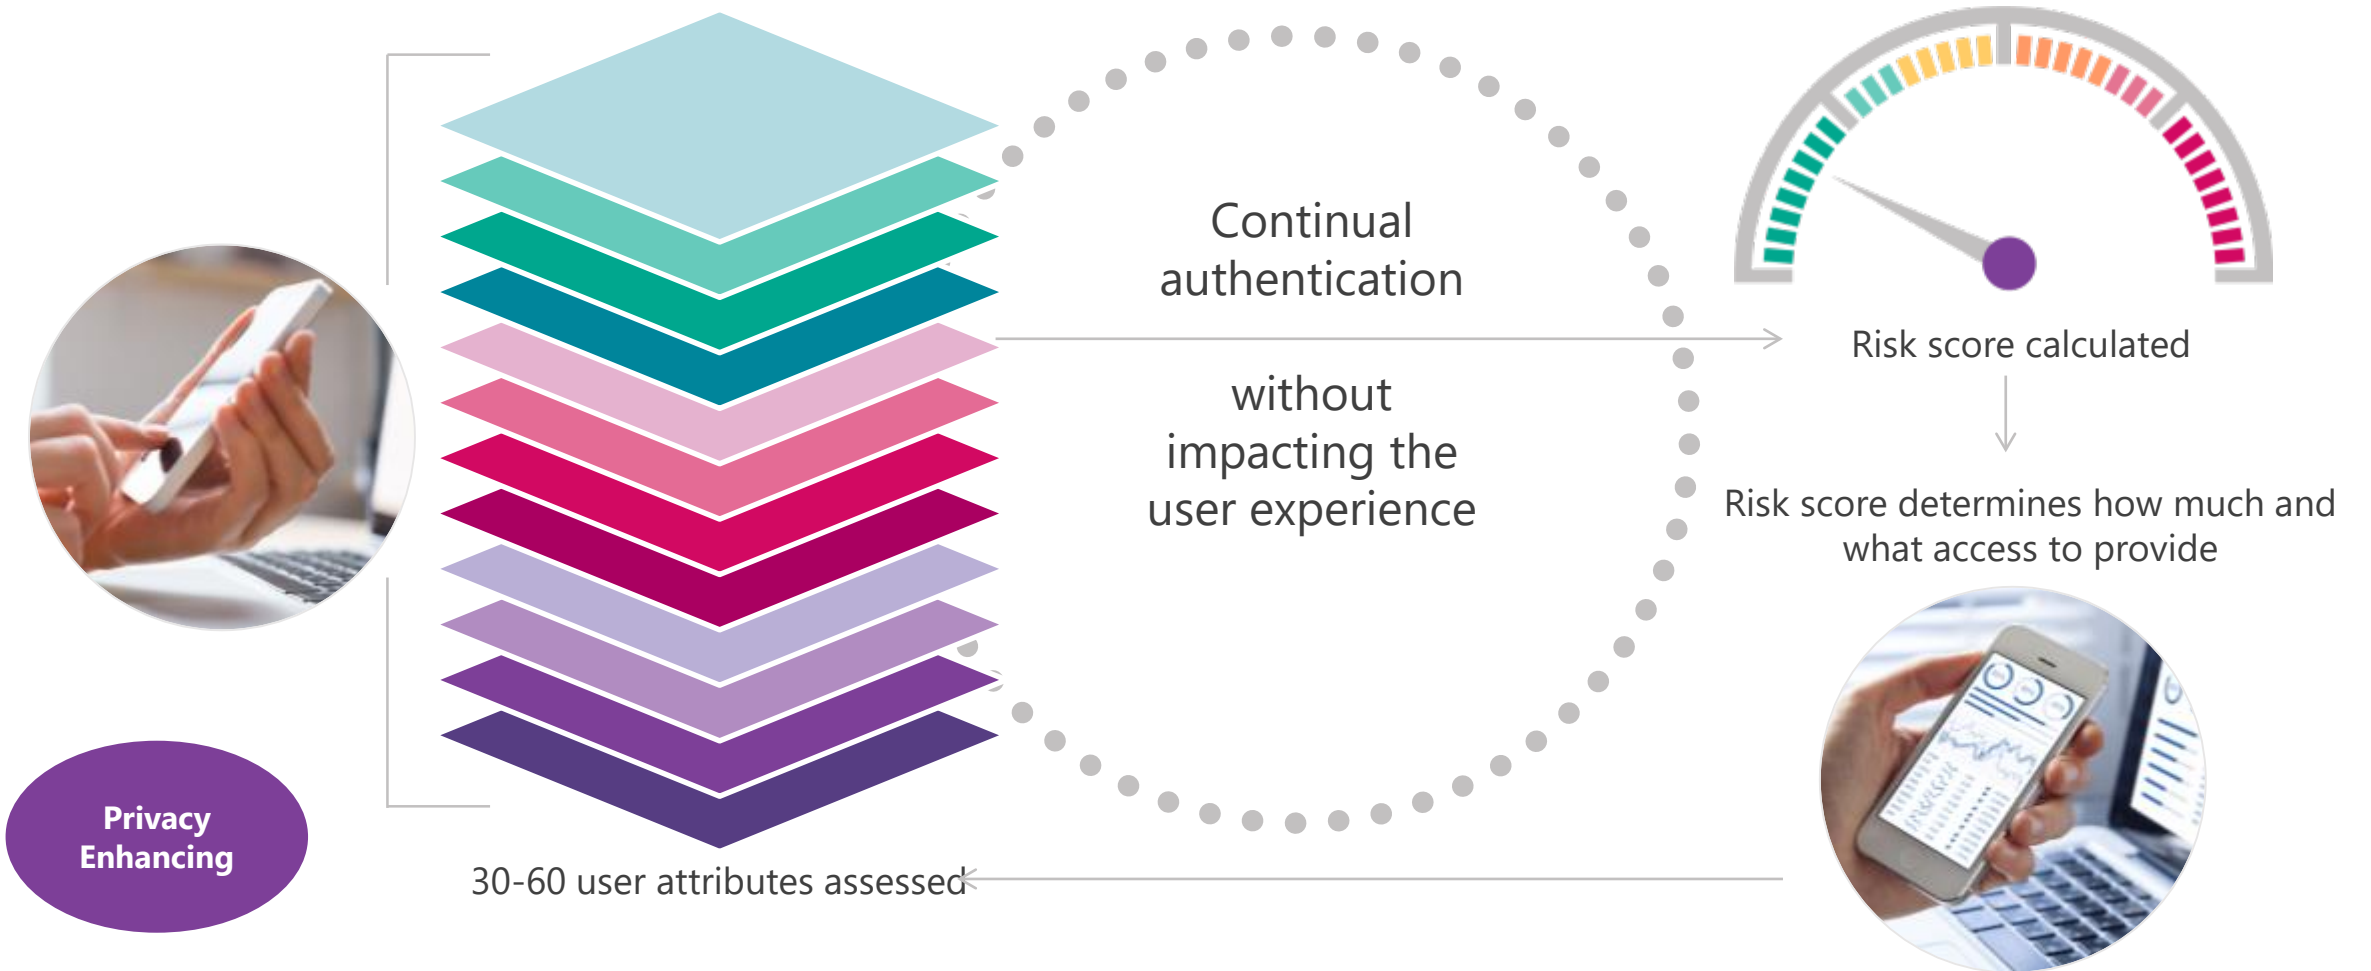 Continual
authentication
without
impacting the
user experience
Risk score calculated
Risk score determines how much and
what access to provide
Privacy
Enhancing
30-60 user attributes assessed